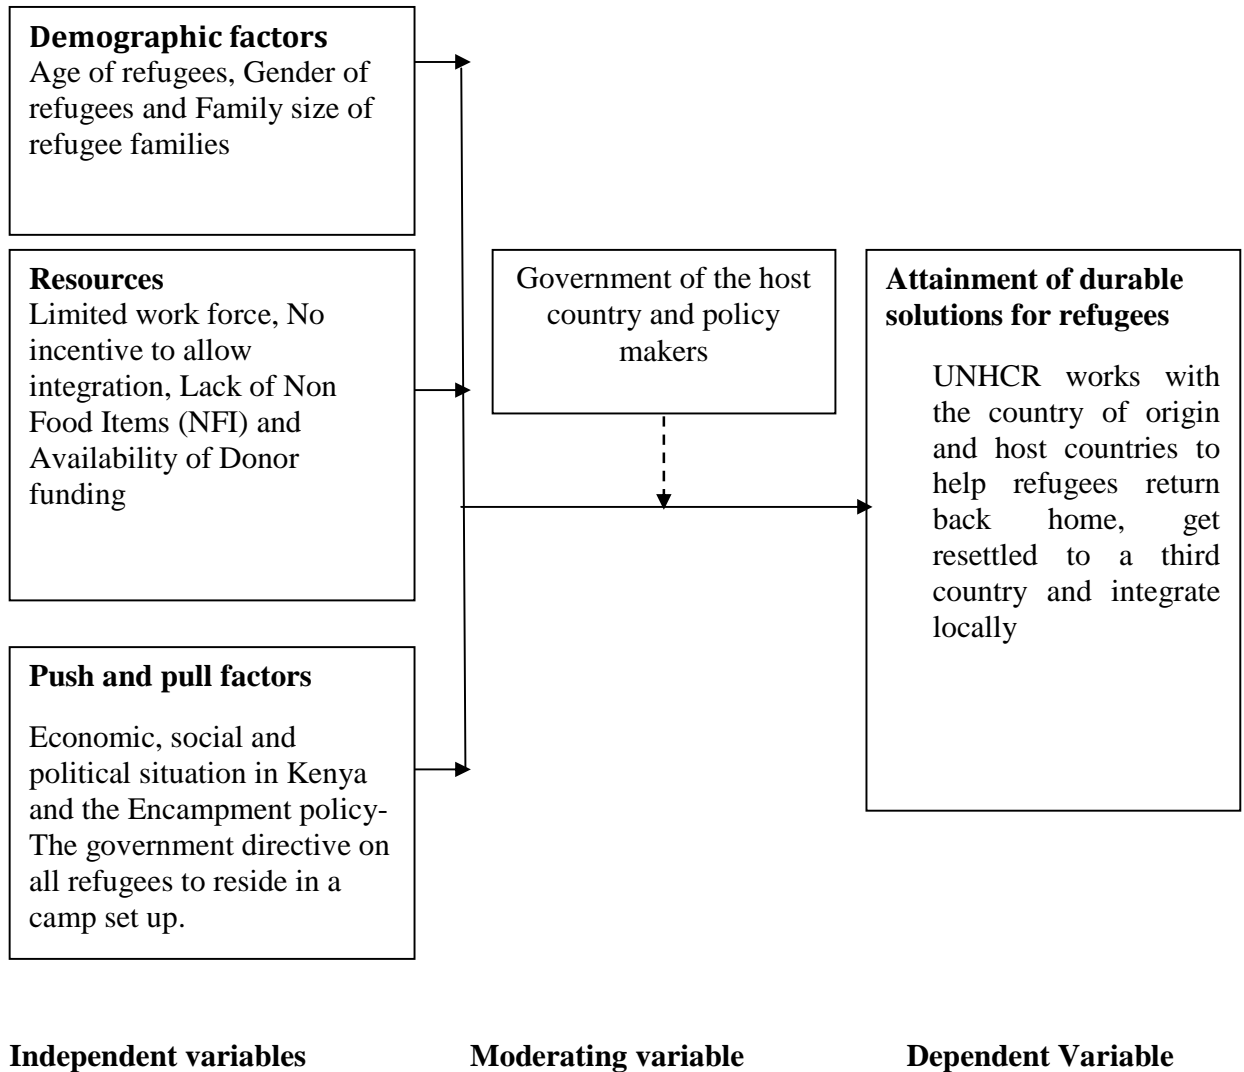 Demographic factors
Age of refugees, Gender of
refugees and Family size of
refugee families
Resources
Limited work force, No
incentive to allow
integration, Lack of Non
Food Items (NFI) and
Availability of Donor
funding
Push and pull factors
Economic, social and
political situation in Kenya
and the Encampment policy-
The government directive on
all refugees to reside in a
camp set up.
Government of the host
country and policy
makers
Attainment of durable
solutions for refugees
UNHCR works with
the country of origin
and host countries to
help refugees return
back home, get
resettled to a third
country and integrate
locally
Independent variables
Moderating variable
Dependent Variable